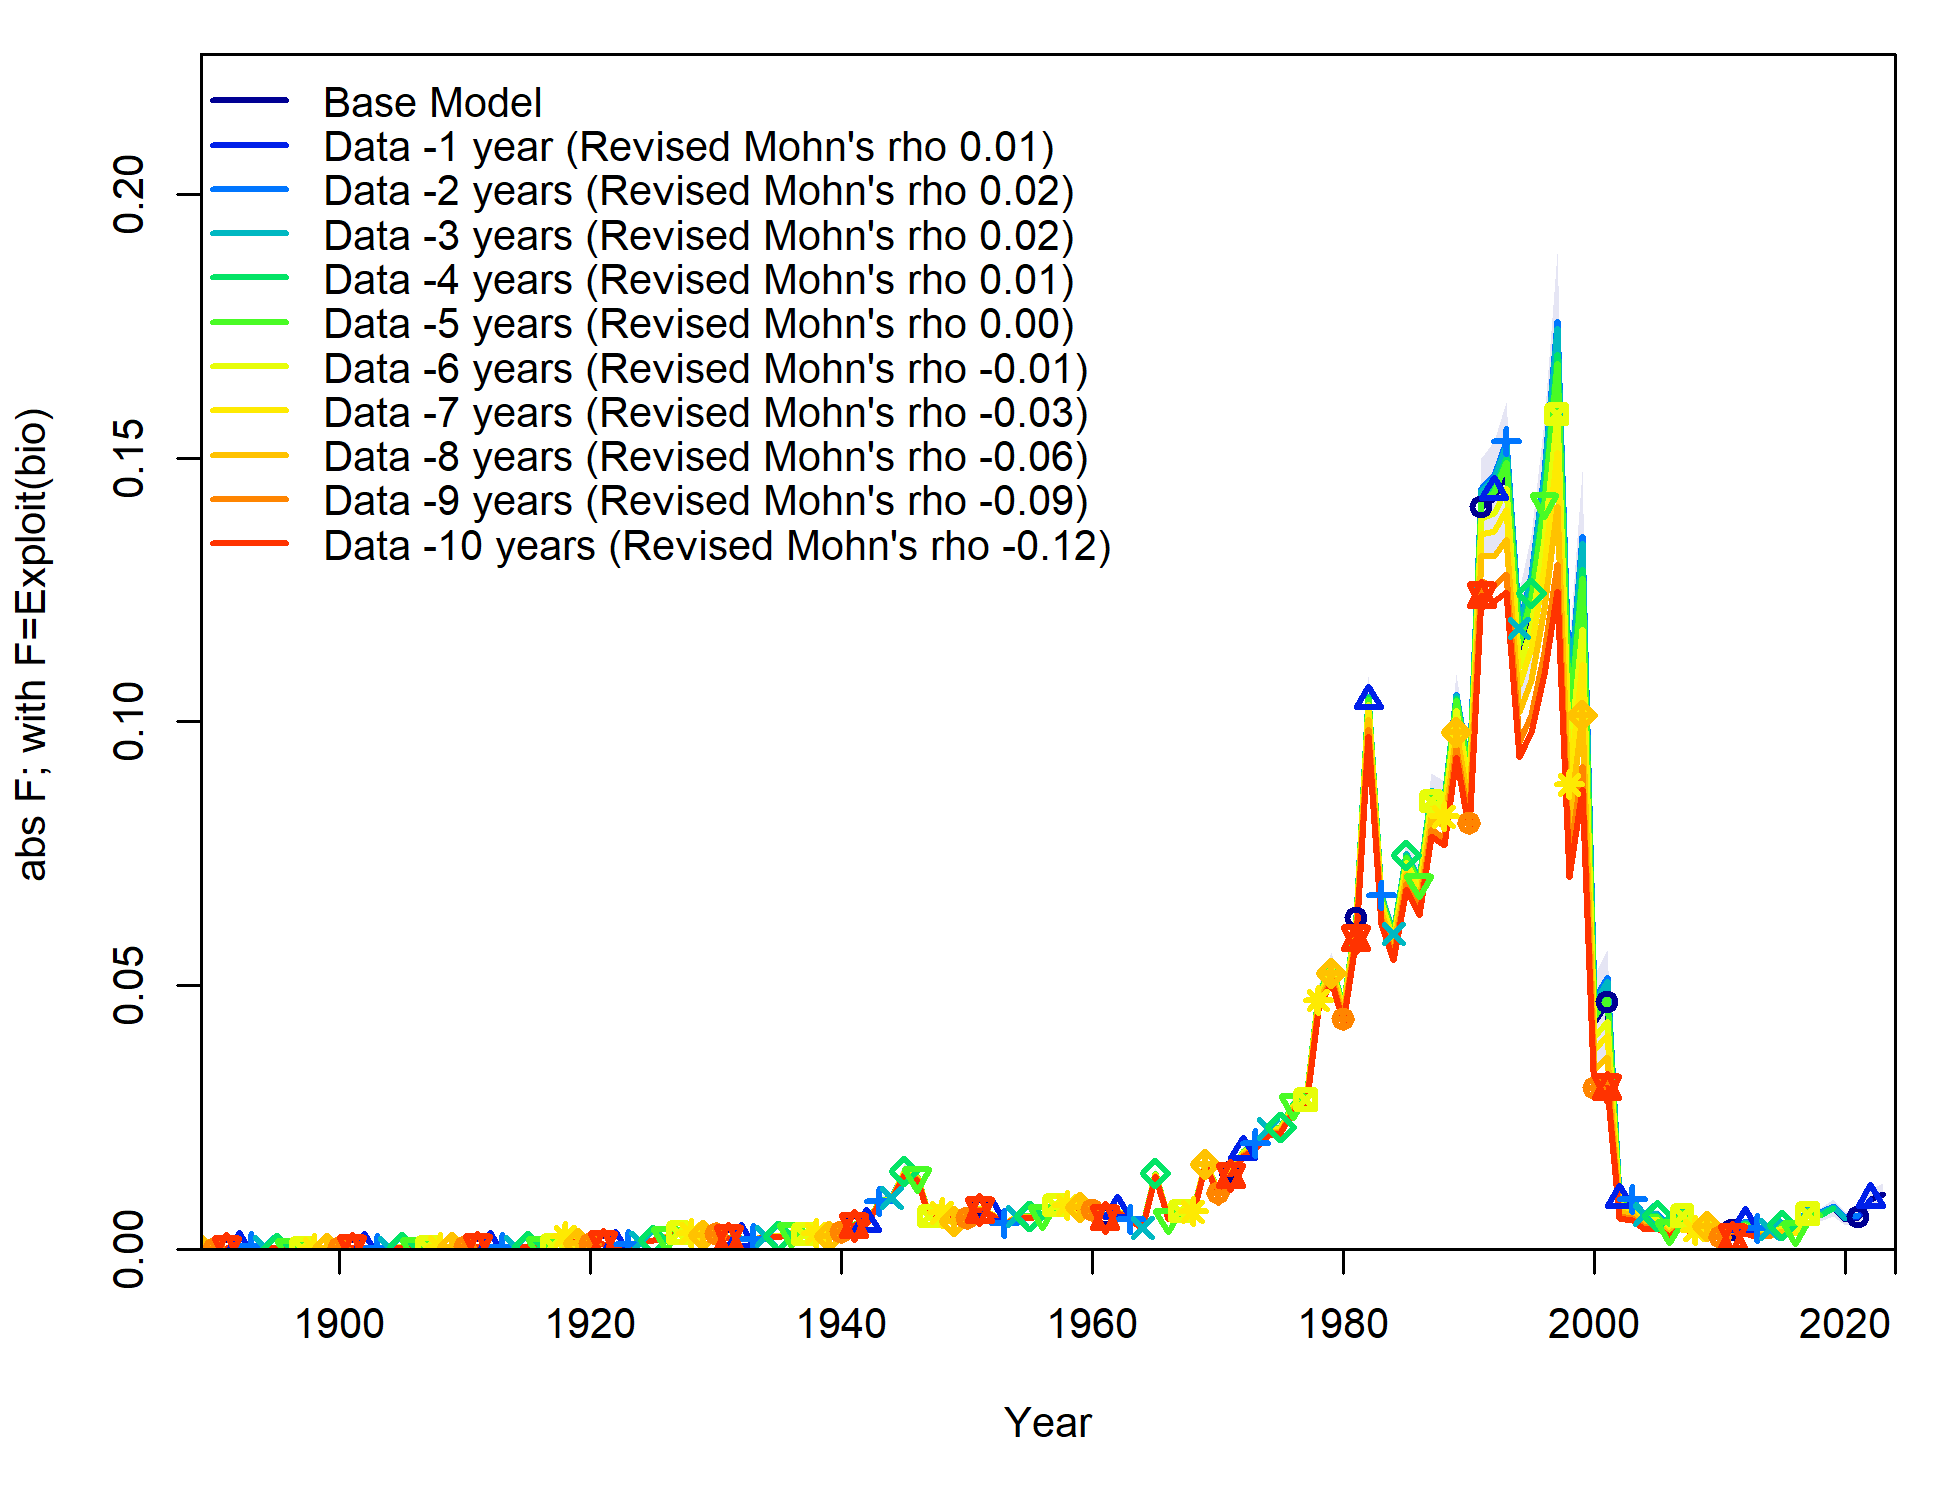 Base Model
Data -1 year (Revised Mohn's rho 0.01)
Data -2 years (Revised Mohn's rho 0.02)
Data -3 years (Revised Mohn's rho 0.02)
Data -4 years (Revised Mohn's rho 0.01)
Data -5 years (Revised Mohn's rho 0.00)
Data -6 years (Revised Mohn's rho -0.01)
Data -7 years (Revised Mohn's rho -0.03)
Data -8 years (Revised Mohn's rho -0.06)
Data -9 years (Revised Mohn's rho -0.09)
Data -10 years (Revised Mohn's rho -0.12)
abs F; with F=Exploit(bio)
0.20
0.15
0.10
0.05
0.00
1900 1920 1940 1960 1980 2000 2020
Year